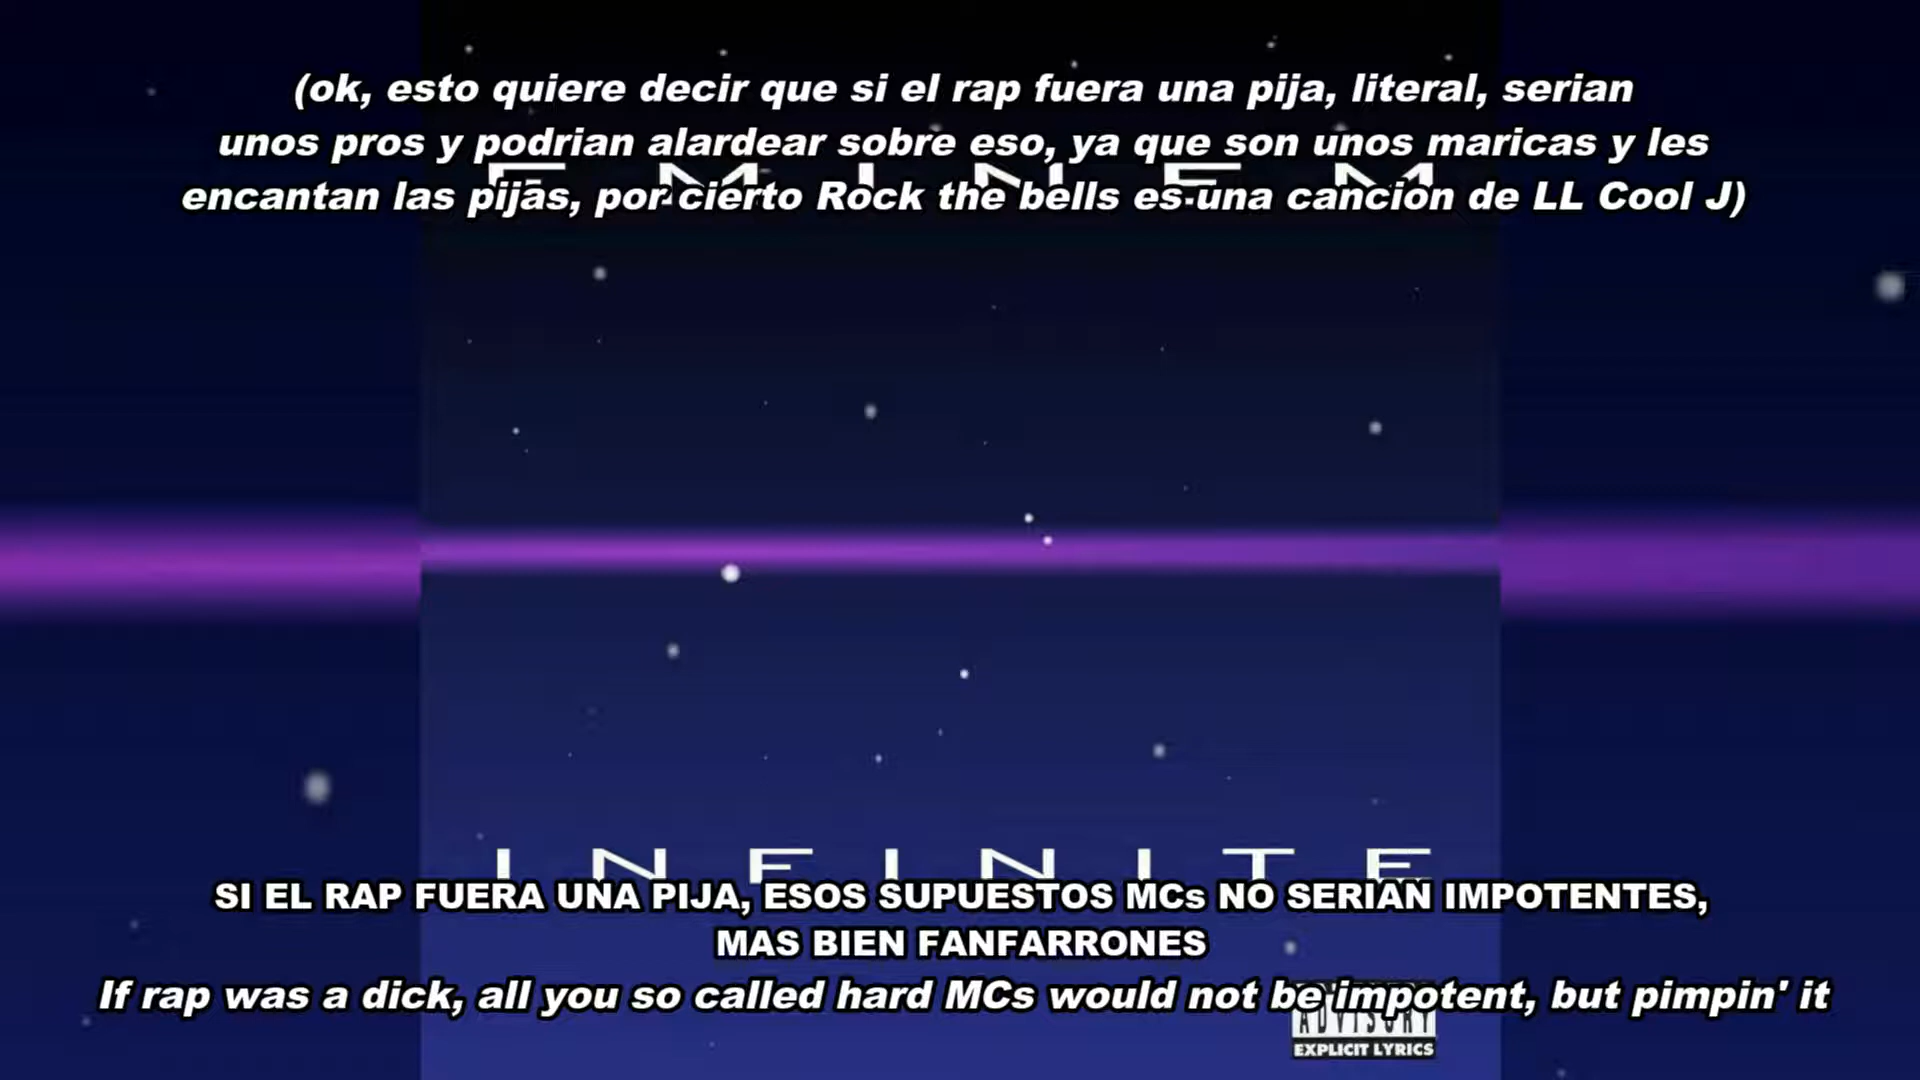 (ok, esto quiere decir que si el rap fuera una pija, literal, serian
unos pros y podrian alardear sobre eso, ya que son unos maricas y les
EMINEM
encantan las pijas, por cierto Rock the bells es una canción de LL Cool J)
INFINITE
SI EL RAP FUERA UNA PIJA, ESOS SUPUESTOS MCs NO SERIAN IMPOTENTES,
MAS BIEN FANFARRONES
If rap was a dick, all you so called hard MCs would not be impotent, but pimpin' it
ADVISORY
EXPLICIT LYRICS